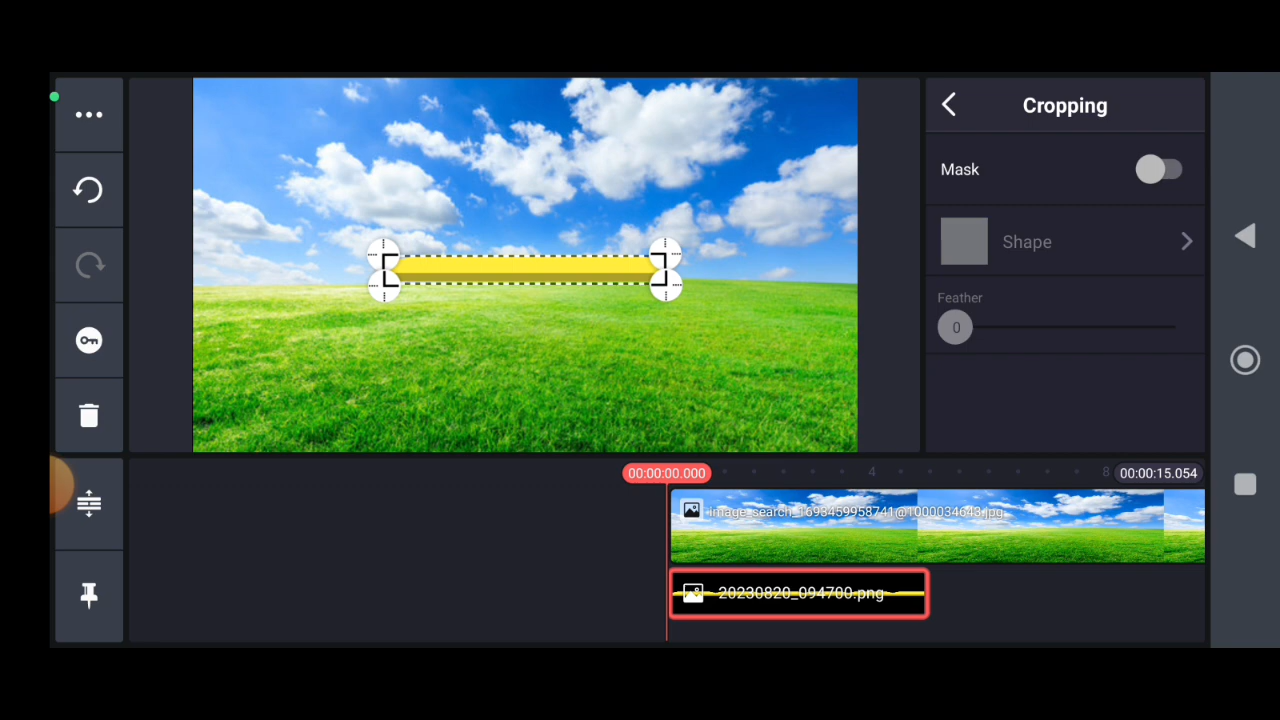 Cropping
Mask
Shape
Feather
0
00:00:00.000
4
8
00:00:15.054
image_search_1693459958741@1000034643.jpg
20230820_094700.png